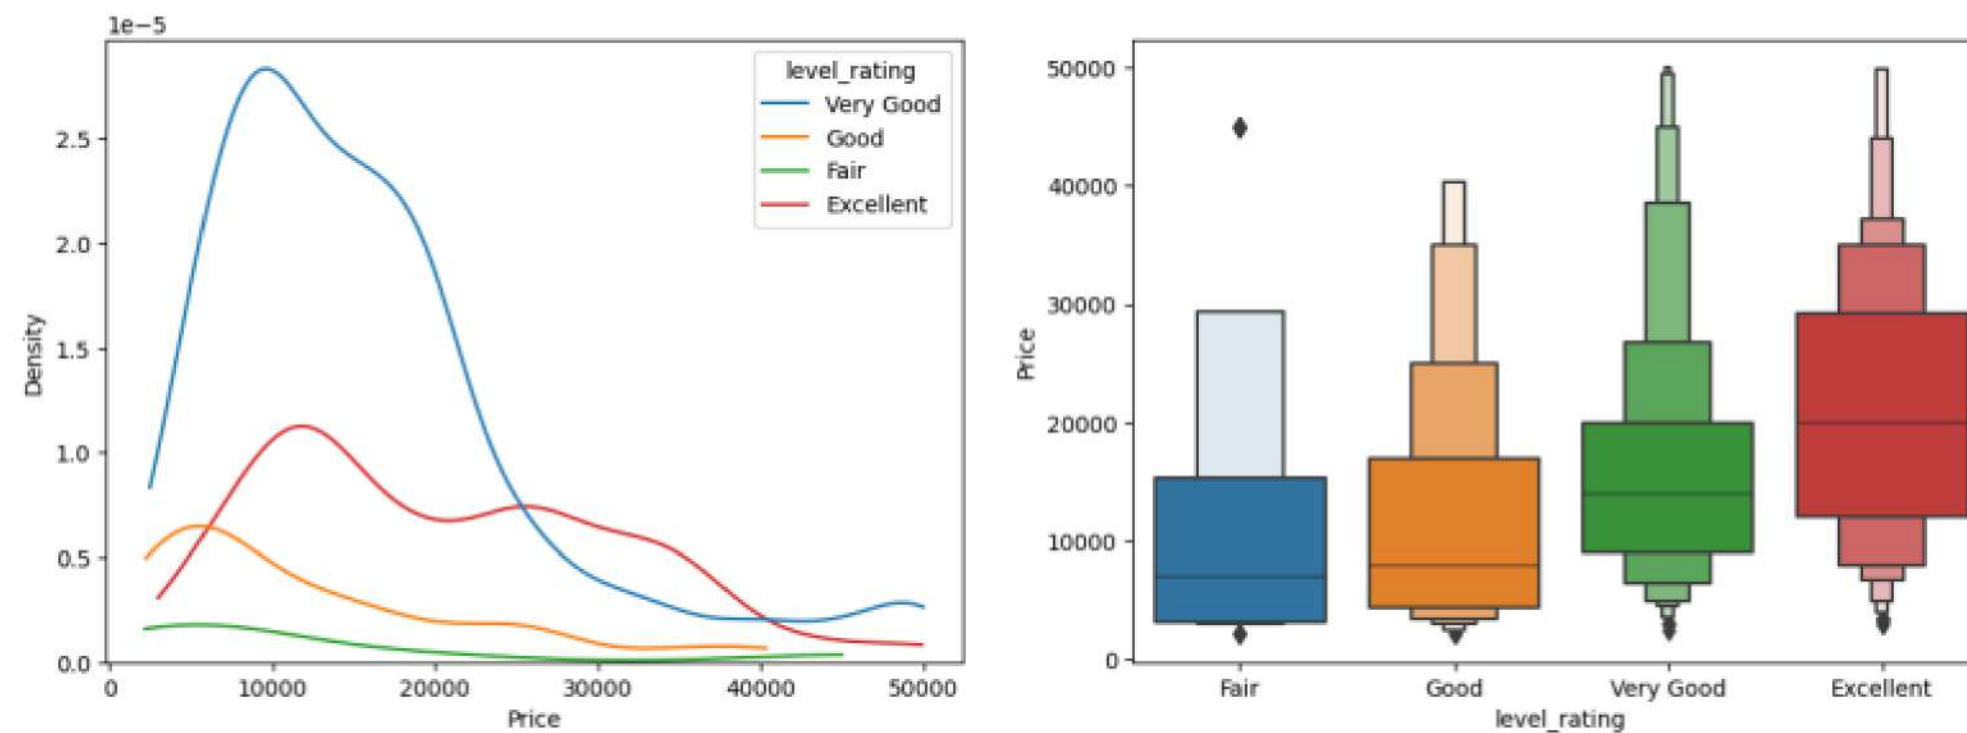 1e−5
level_rating
Very Good
Good
Fair
Excellent
2.5
2.0
1.5
1.0
0.5
0.0
Density
0 10000 20000 30000 40000 50000
Price
50000
40000
30000
20000
10000
0
Price
Fair Good Very Good Excellent
level_rating